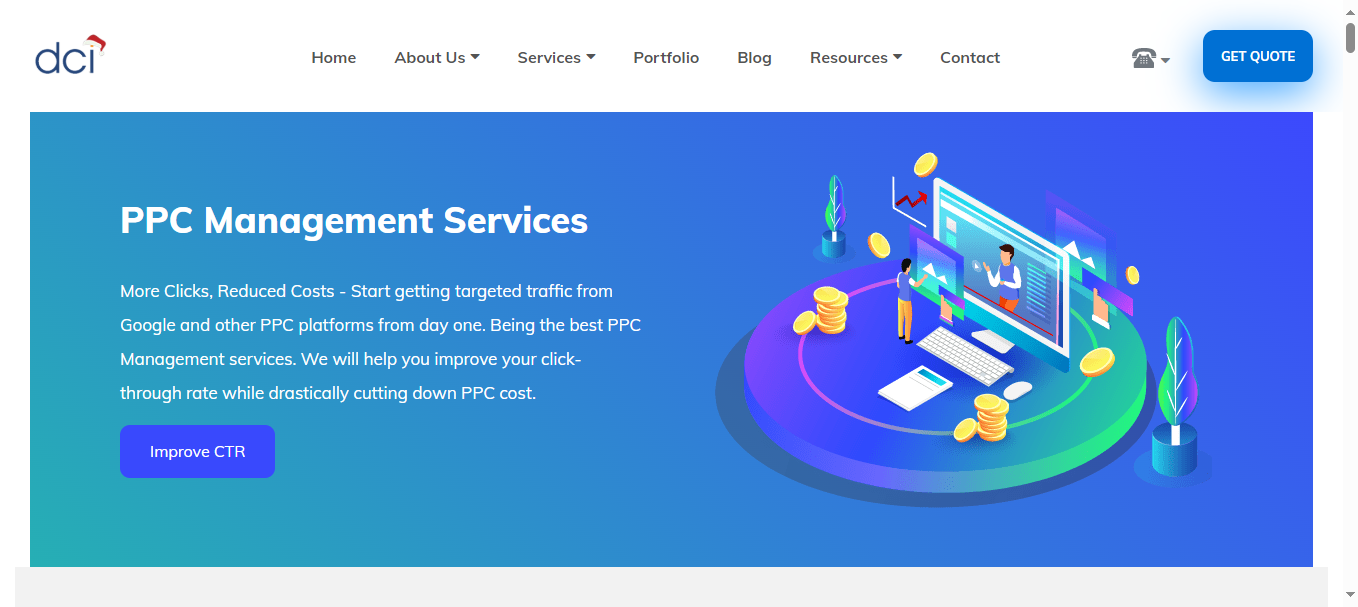 dci
Home About Us Services Portfolio Blog Resources Contact GET QUOTE
PPC Management Services
More Clicks, Reduced Costs - Start getting targeted traffic from
Google and other PPC platforms from day one. Being the best PPC
Management services. We will help you improve your click-
through rate while drastically cutting down PPC cost.
Improve CTR